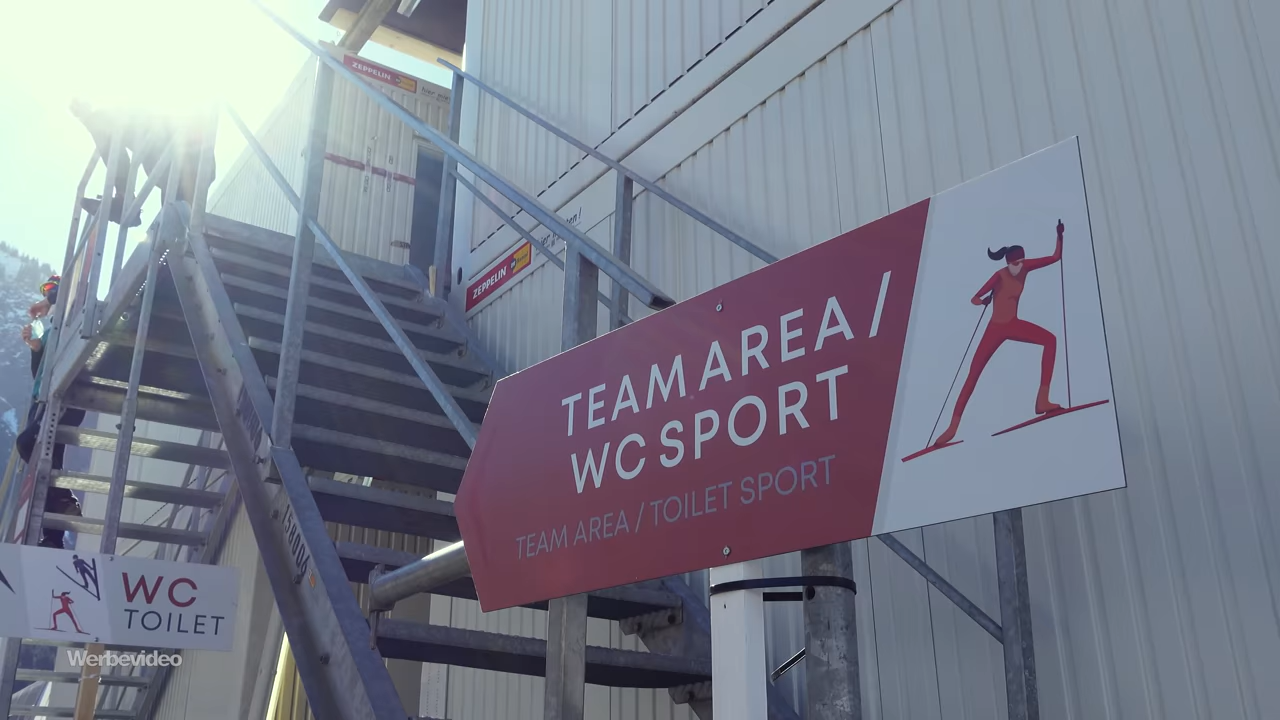 ZEPPELIN
ZEPPELIN
TEAM AREA /
WC SPORT
TEAM AREA / TOILET SPORT
WC
TOILET
Werbevideo